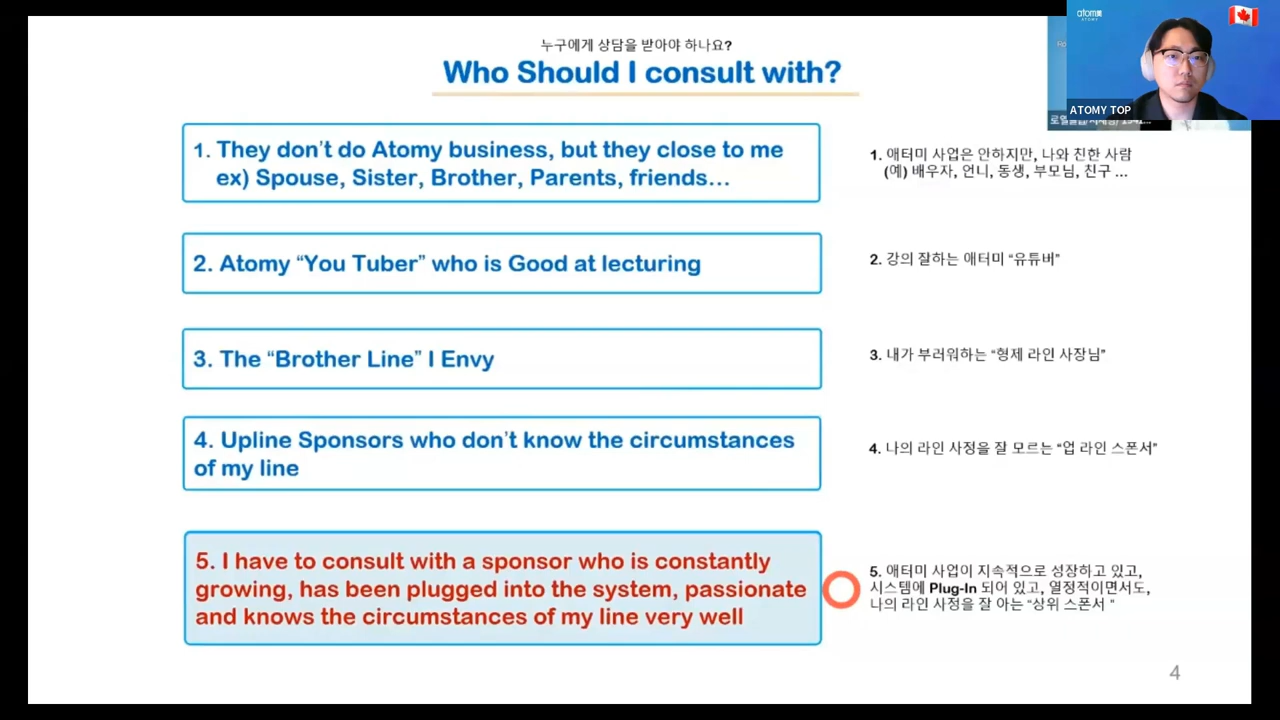 누구에게 상담을 받아야 하나요?
Who Should I consult with?
1. They don't do Atomy business, but they close to me
ex) Spouse, Sister, Brother, Parents, friends...
1. 애터미 사업은 안하지만, 나와 친한 사람
(예) 배우자, 언니, 동생, 부모님, 친구 ...
2. Atomy “You Tuber” who is Good at lecturing
2. 강의 잘하는 애터미 “유튜버”
3. The “Brother Line” I Envy
3. 내가 부러워하는 “형제 라인 사장님”
4. Upline Sponsors who don't know the circumstances
of my line
4. 나의 라인 사정을 잘 모르는 “업 라인 스폰서”
5. I have to consult with a sponsor who is constantly
growing, has been plugged into the system, passionate
and knows the circumstances of my line very well
5. 애터미 사업이 지속적으로 성장하고 있고,
시스템에 Plug-In 되어 있고, 열정적이면서도,
나의 라인 사정을 잘 아는 “상위 스폰서 ”
4
atom美
ATOMY
ATOMY TOP